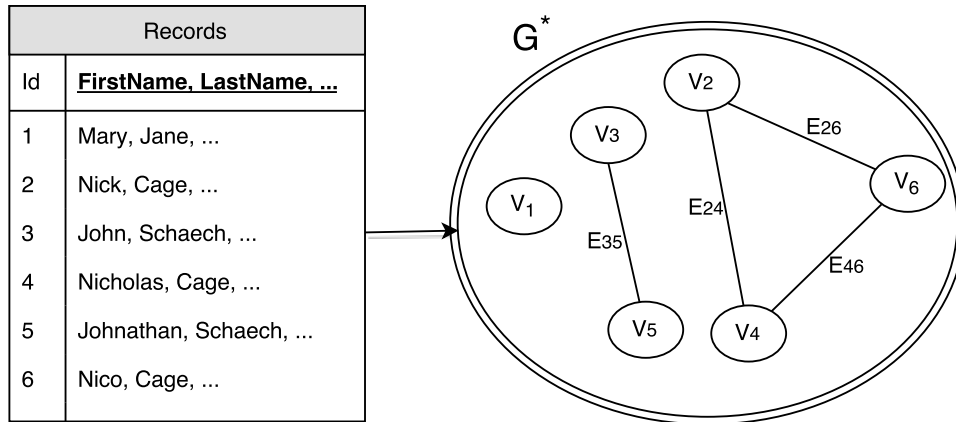 Records
Id FirstName, LastName, ...
1 Mary, Jane, ...
2 Nick, Cage, ...
3 John, Schaech, ...
4 Nicholas, Cage, ...
5 Johnathan, Schaech, ...
6 Nico, Cage, ...
G*
V2
E26
V3
V6
V1
E24
E35
E46
V5
V4